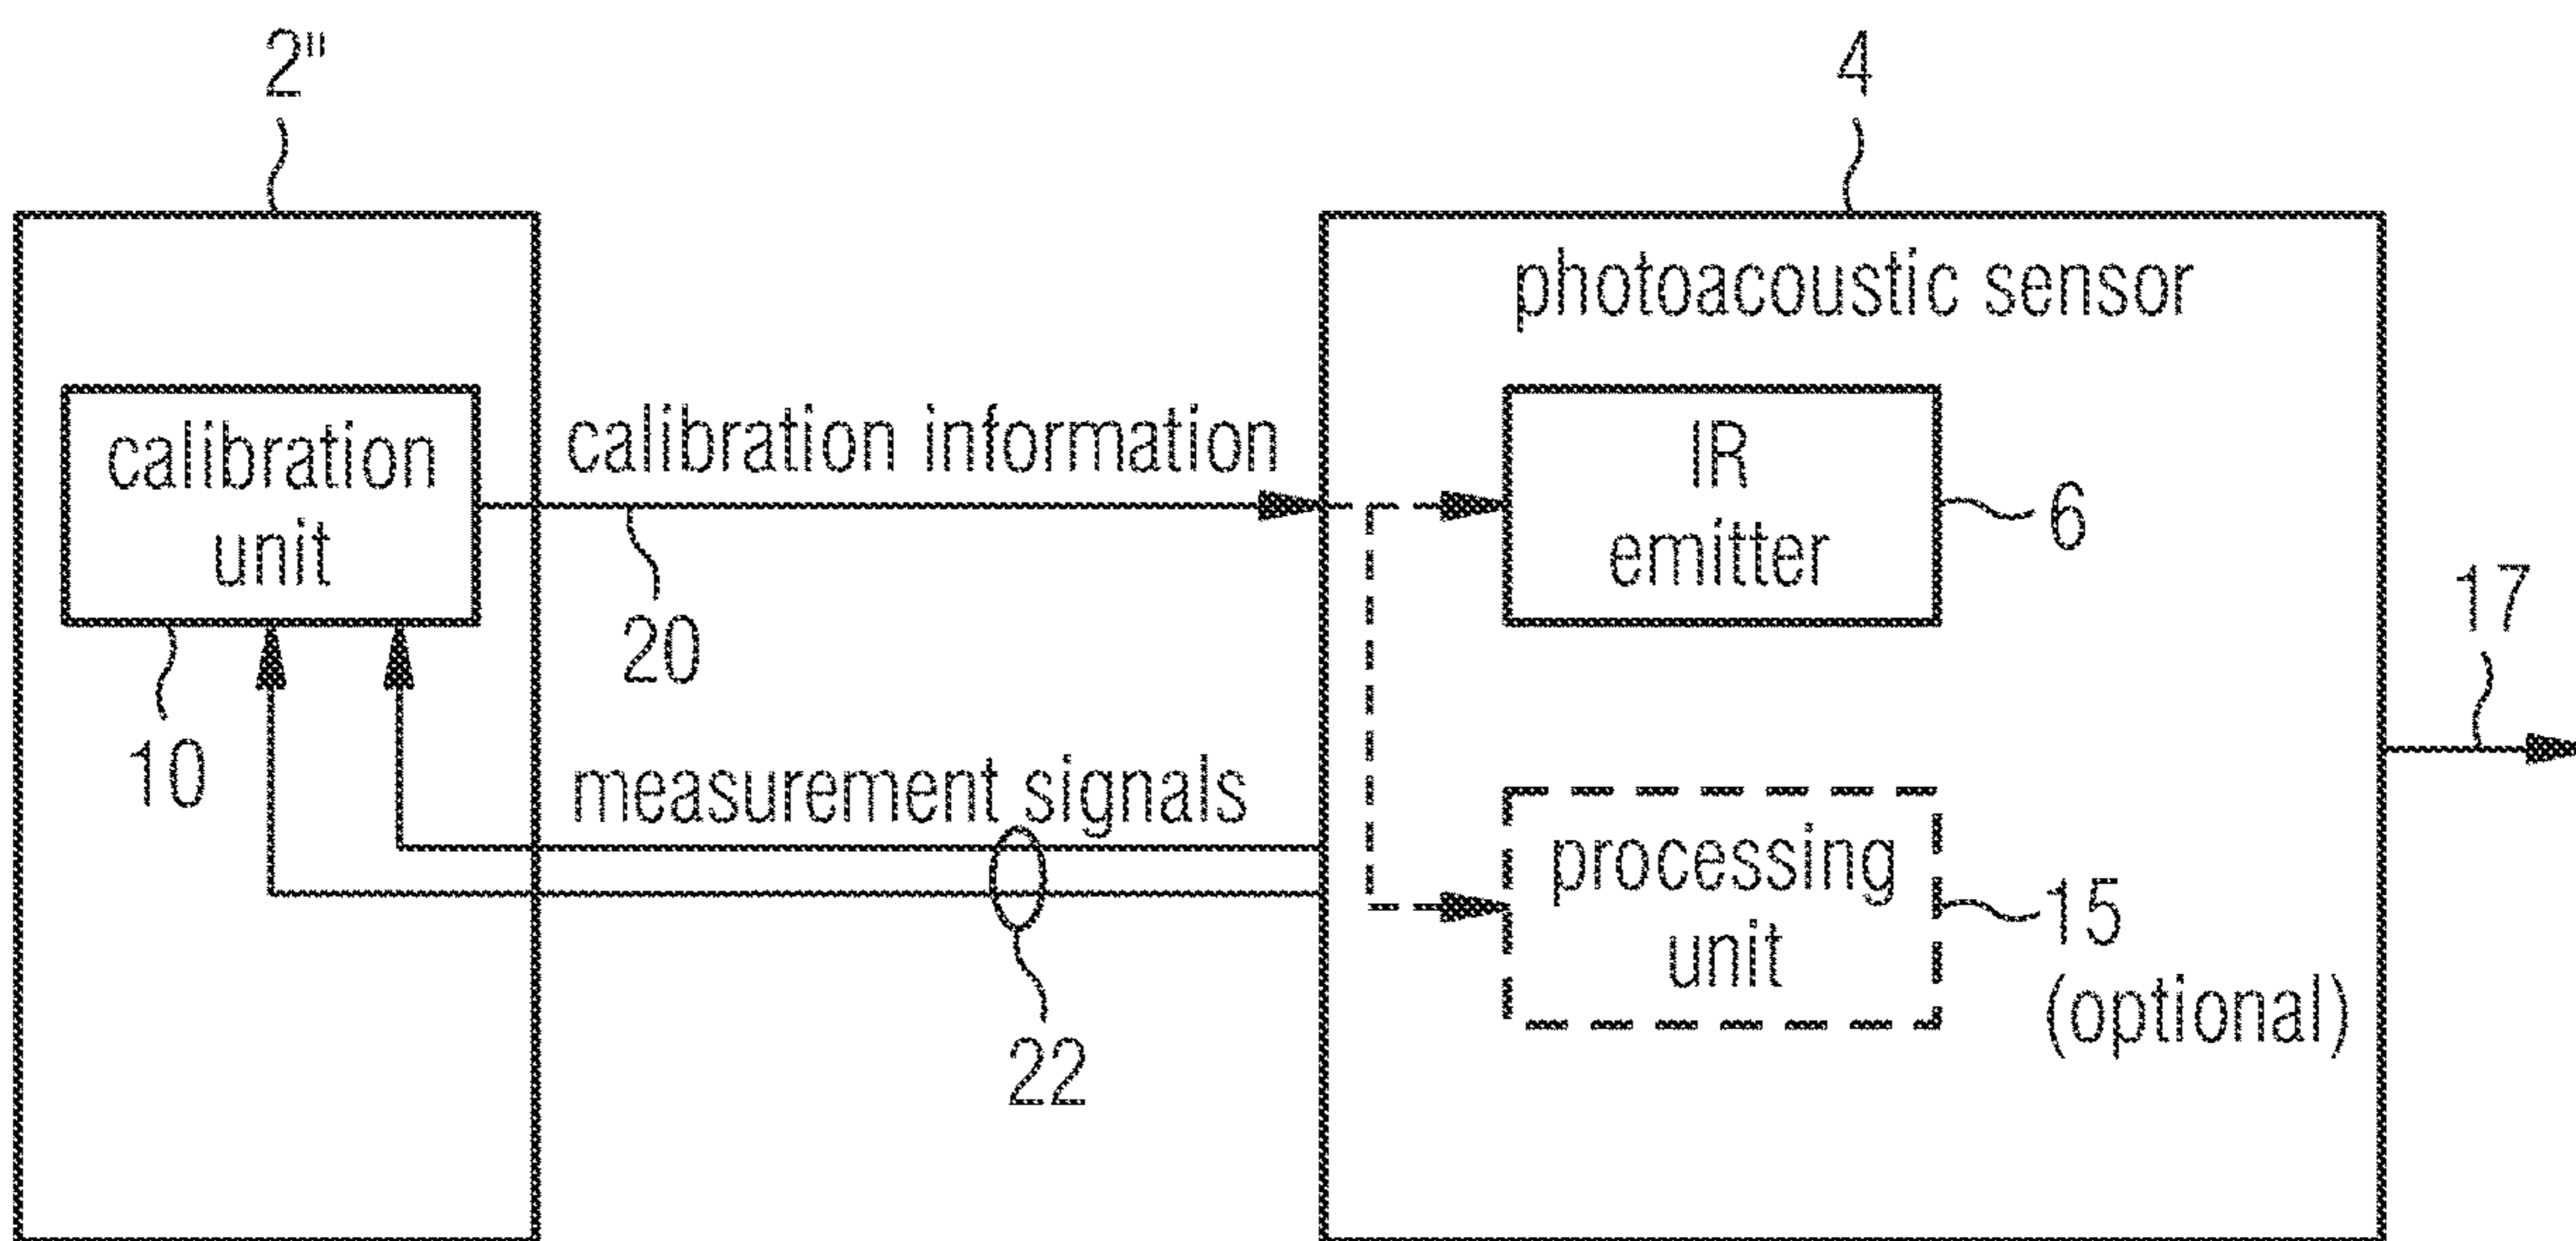 2"
4
photoacoustic sensor
calibration
unit
calibration information
IR
emitter
6
20
17
10
measurement signals
processing
unit
15
(optional)
22